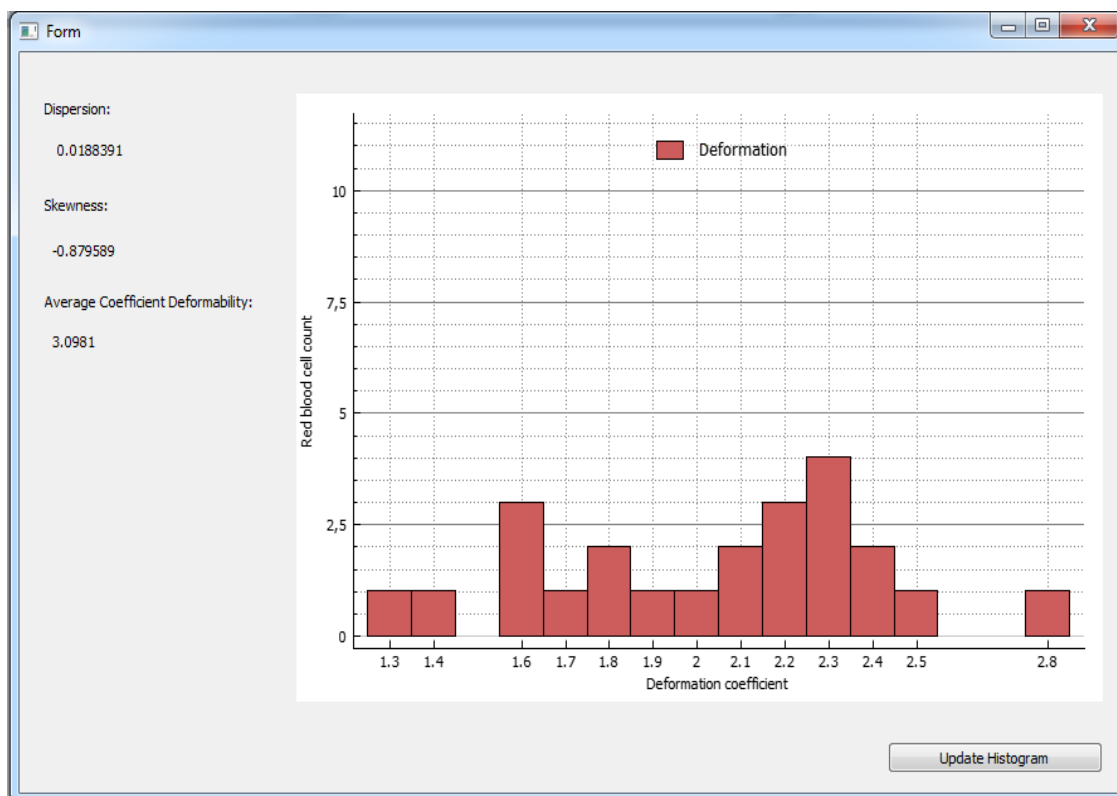 Form
Dispersion:
0.0188391
Skewness:
-0.879589
Average Coefficient Deformability:
3.0981
Deformation
Red blood cell count
10
7,5
5
2,5
0
1.3 1.4 1.6 1.7 1.8 1.9 2 2.1 2.2 2.3 2.4 2.5 2.8
Deformation coefficient
Update Histogram